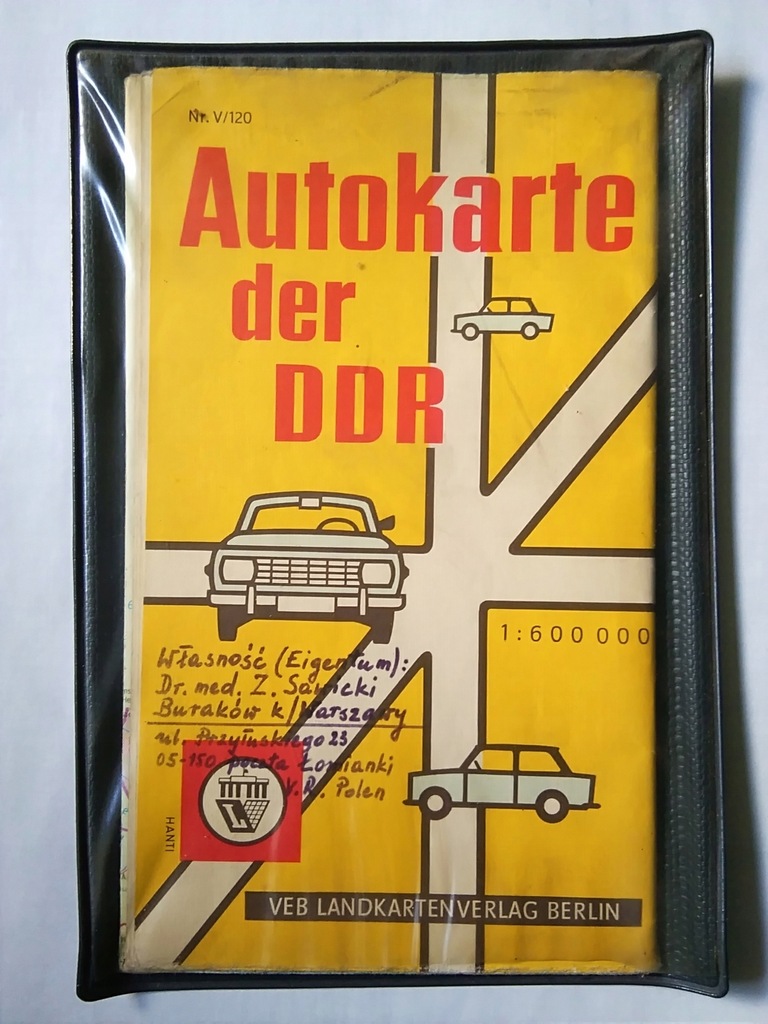 Nr. V/120
Autokarte
der
DDR
1:600 000
Własność (Eigentum):
Dr. med. Z. Sawicki
Buraków k/Warszawy
ul. Przyłuskiego 23
05-150 poczta Łomianki
V.R. Polen
HANTI
VEB LANDKARTENVERLAG BERLIN